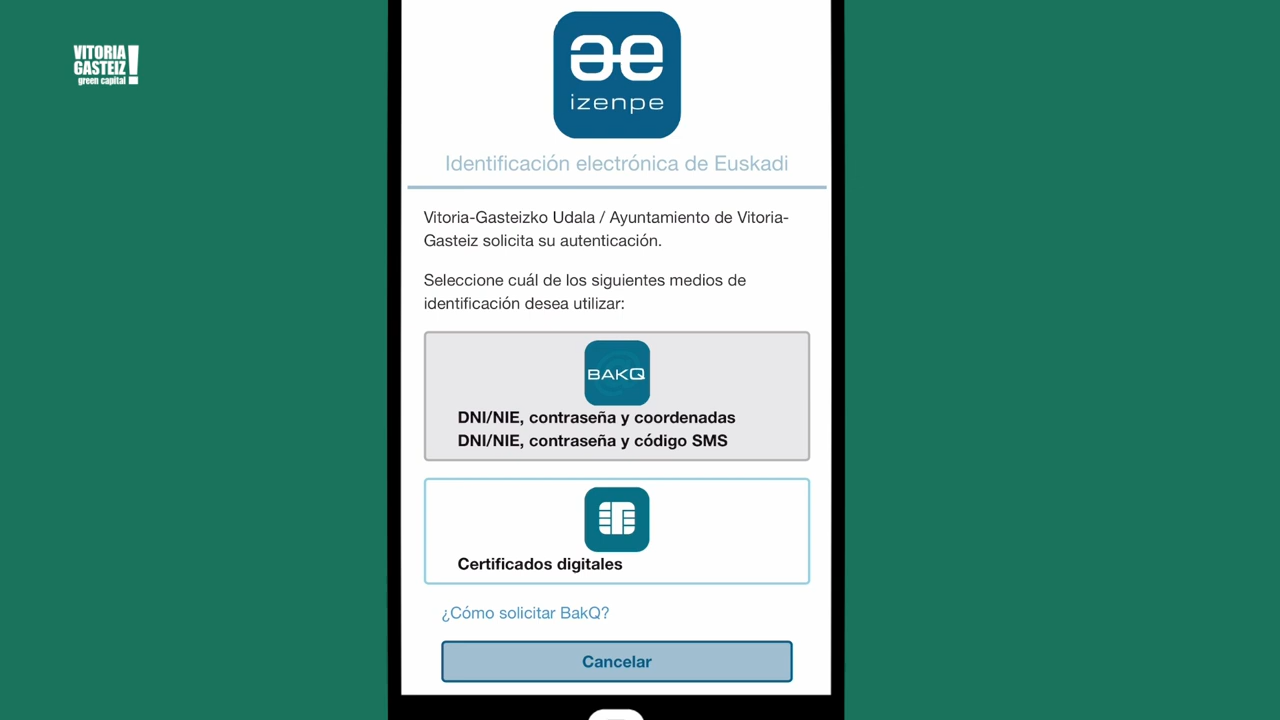 VITORIA
GASTEIZ!
green capital
izenpe
Identificación electrónica de Euskadi
Vitoria-Gasteizko Udala / Ayuntamiento de Vitoria-
Gasteiz solicita su autenticación.
Seleccione cuál de los siguientes medios de
identificación desea utilizar:
BAKQ
DNI/NIE, contraseña y coordenadas
DNI/NIE, contraseña y código SMS
Certificados digitales
¿Cómo solicitar BakQ?
Cancelar